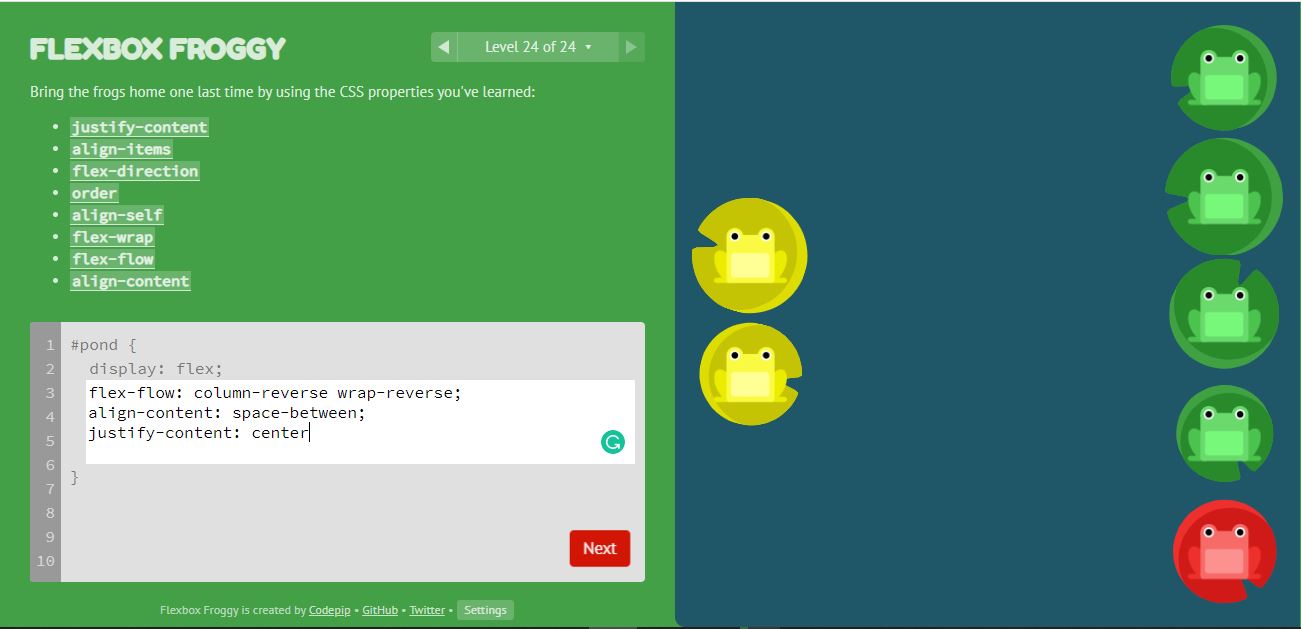 FLEXBOX FROGGY
Level 24 of 24
Bring the frogs home one last time by using the CSS properties you've learned:
• justify-content
• align-items
• flex-direction
• order
• align-self
• flex-wrap
• flex-flow
• align-content
1 #pond {
2 display: flex;
3 flex-flow: column-reverse wrap-reverse;
4 align-content: space-between;
5 justify-content: center
6
7 }
8
9
10
Next
Flexbox Froggy is created by Codepip • GitHub • Twitter • Settings